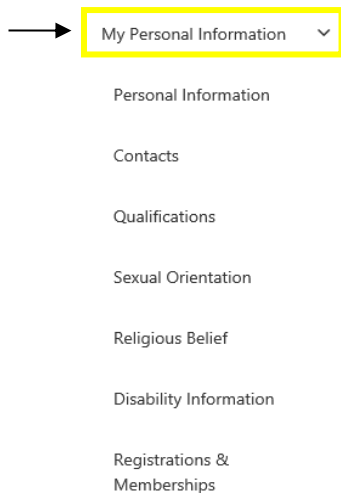 My Personal Information
Personal Information
Contacts
Qualifications
Sexual Orientation
Religious Belief
Disability Information
Registrations &
Memberships